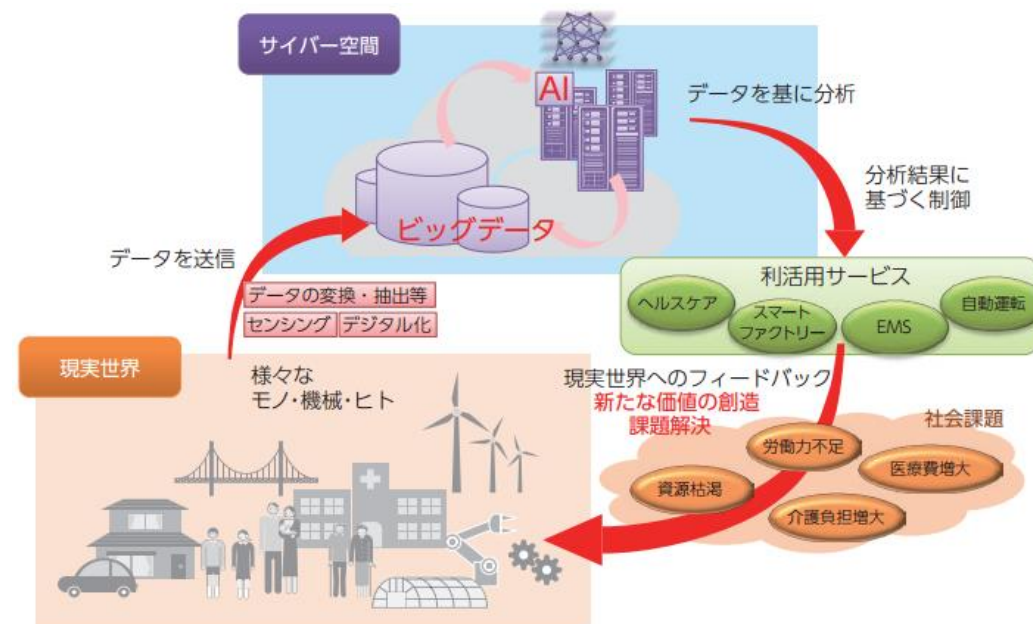 サイバー空間
AI
データを基に分析
分析結果に
基づく制御
ビッグデータ
データを送信
データの変換・抽出等
センシング
デジタル化
利活用サービス
ヘルスケア
スマート
ファクトリー
EMS
自動運転
現実世界
様々な
モノ・機械・ヒト
現実世界へのフィードバック
新たな価値の創造
課題解決
社会課題
労働力不足
医療費増大
資源枯渇
介護負担増大